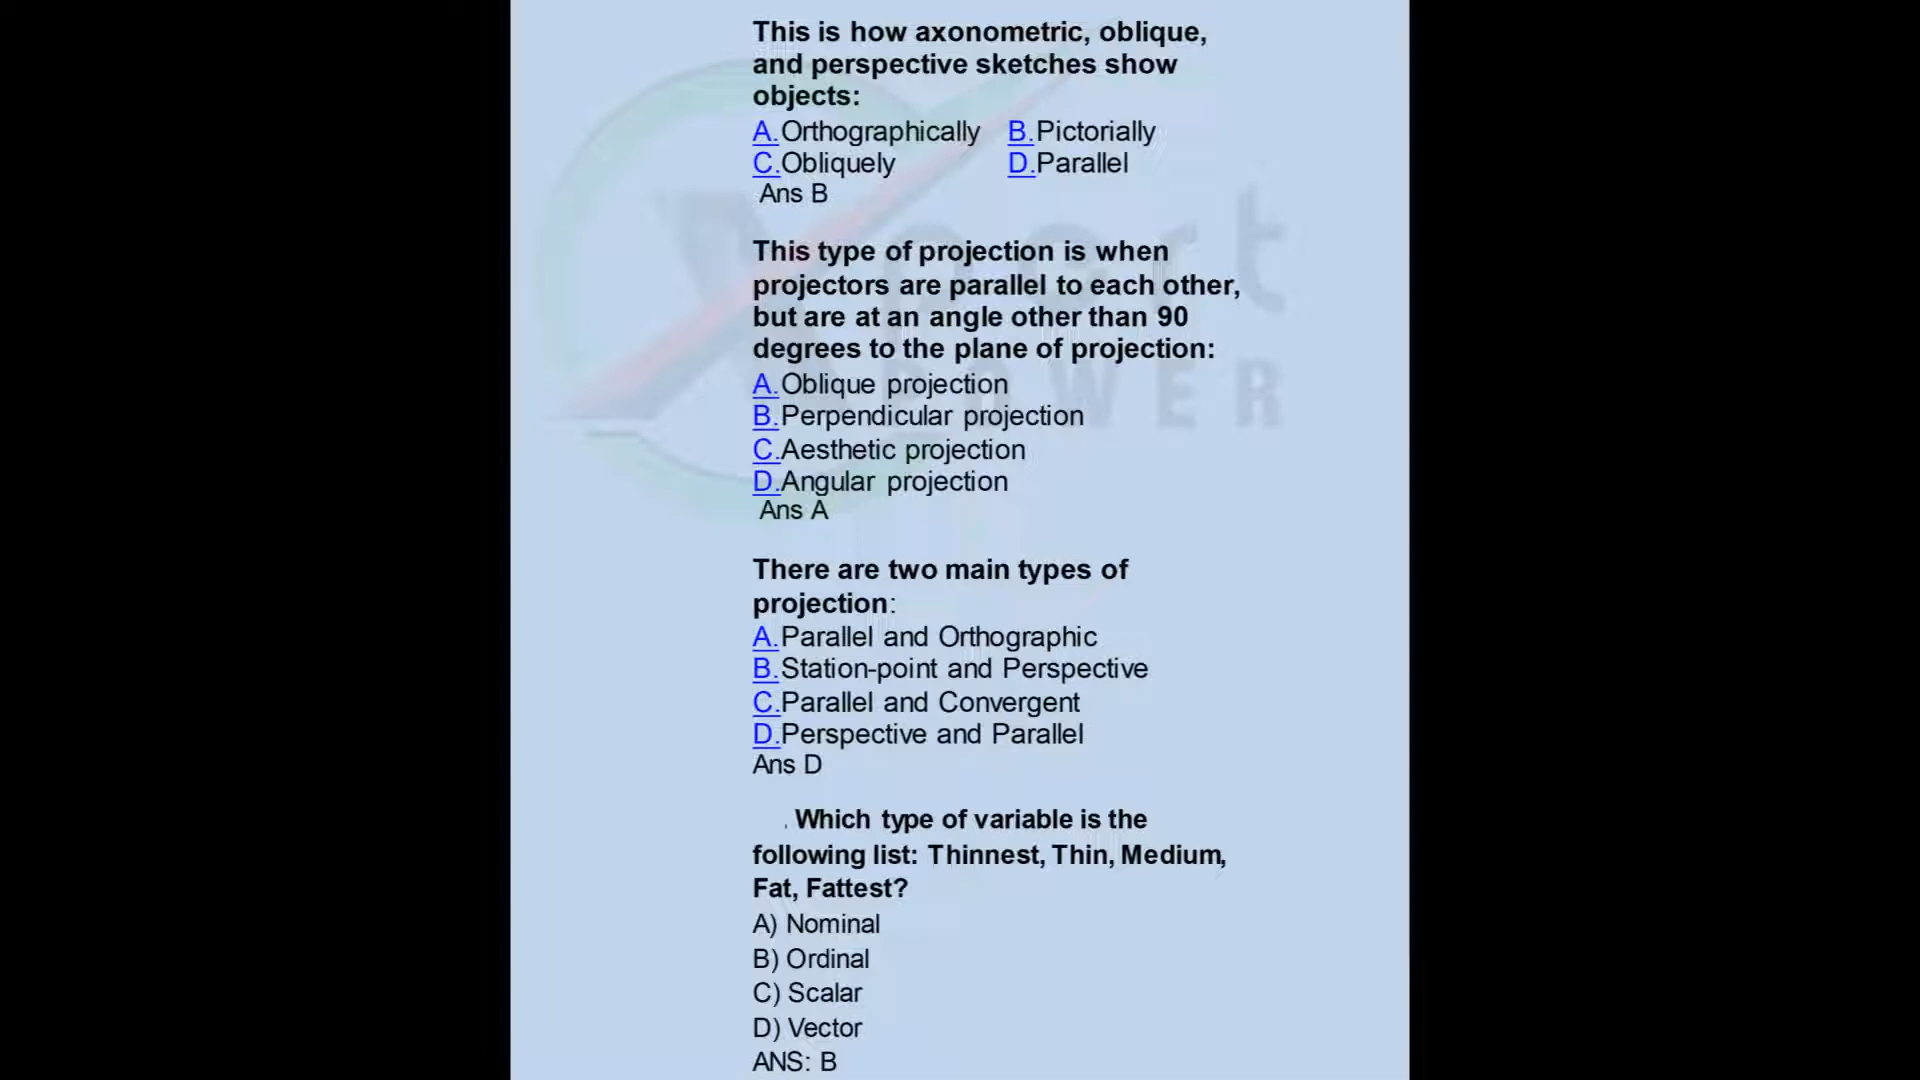 This is how axonometric, oblique,
and perspective sketches show
objects:
A.Orthographically B.Pictorially
C.Obliquely D.Parallel
Ans B
This type of projection is when
projectors are parallel to each other,
but are at an angle other than 90
degrees to the plane of projection:
A.Oblique projection
B.Perpendicular projection
C.Aesthetic projection
D.Angular projection
Ans A
There are two main types of
projection:
A.Parallel and Orthographic
B.Station-point and Perspective
C.Parallel and Convergent
D.Perspective and Parallel
Ans D
. Which type of variable is the
following list: Thinnest, Thin, Medium,
Fat, Fattest?
A) Nominal
B) Ordinal
C) Scalar
D) Vector
ANS: B